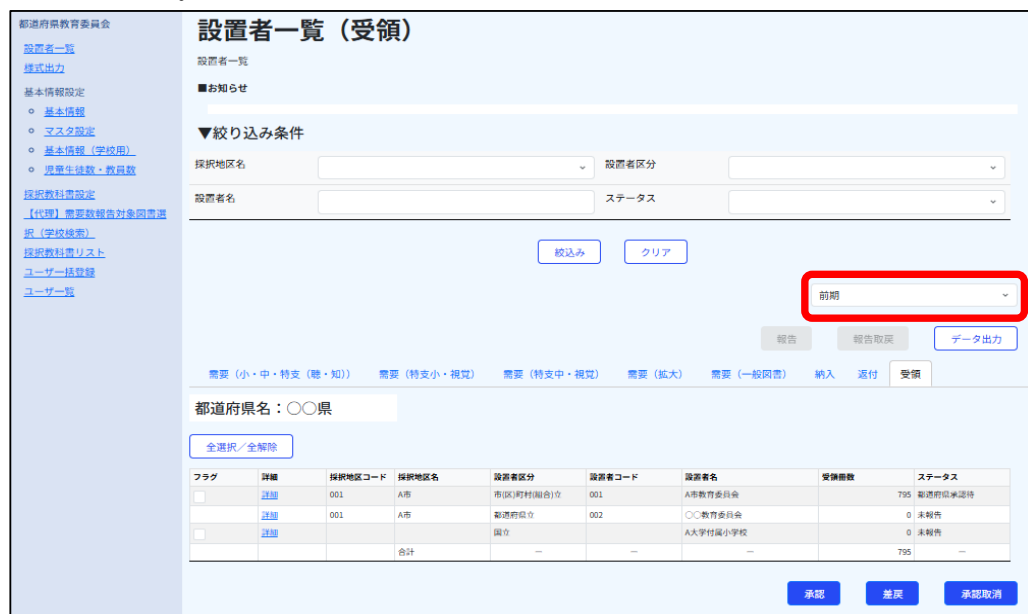 都道府県教育委員会
設置者一覧
様式出力
基本情報設定
基本情報
マスタ設定
基本情報（学校用）
児童生徒数・教員数
採択教科書設定
【代理】需要数報告対象図書選
択（学校検索）
採択教科書リスト
ユーザ一括登録
ユーザ一覧
設置者一覧（受領）
設置者一覧
■お知らせ
▼絞り込み条件
採択地区名 設置者区分
設置者名 ステータス
絞込み クリア
前期
報告 報告取戻 データ出力
需要（小・中・特支（聴・知）） 需要（特支小・視覚） 需要（特支中・視覚） 需要（拡大） 需要（一般図書） 納入 返付 受領
都道府県名：〇〇県
全選択／全解除
フラグ 詳細 採択地区コード 採択地区名 設置者区分 設置者コード 設置者名 受領冊数 ステータス
詳細 001 A市 市(区)町村(組合)立 001 A市教育委員会 795 都道府県承認待
詳細 001 A市 都道府県立 002 〇〇教育委員会 0 未報告
詳細 国立 A大学付属小学校 0 未報告
合計 － － － 795 －
承認 差戻 承認取消